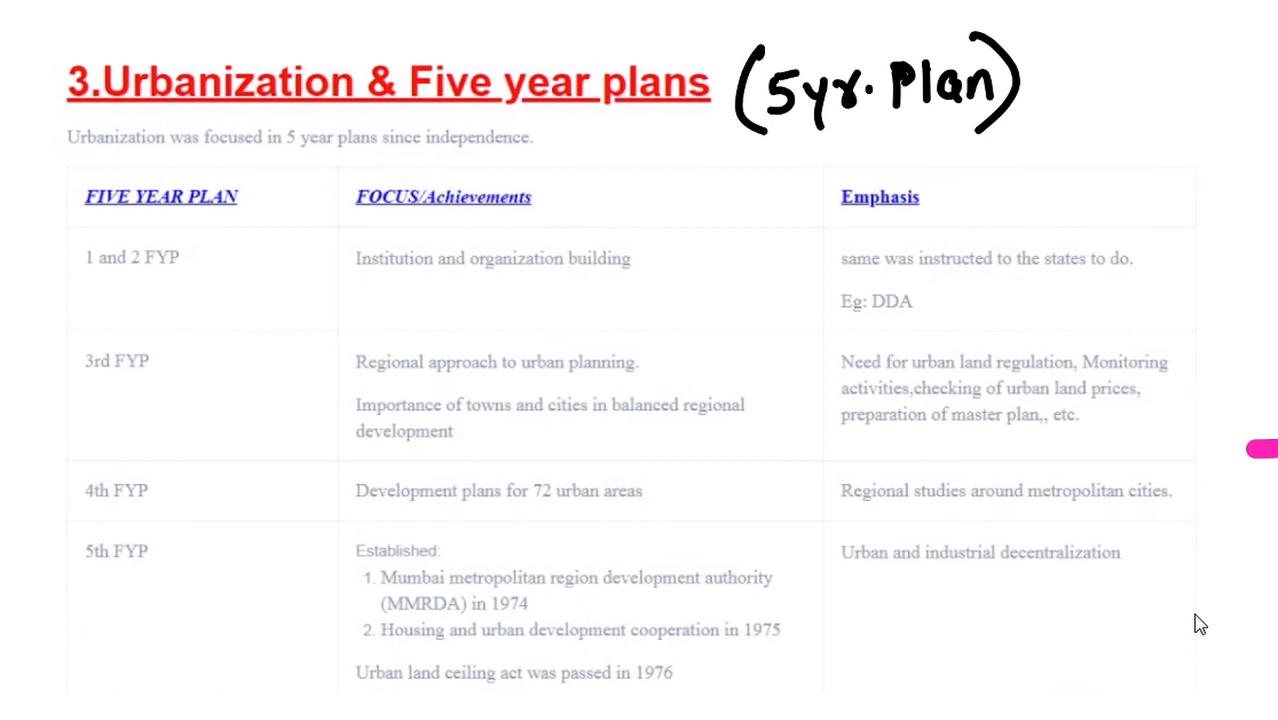 3.Urbanization & Five year plans (5yr. Plan)
Urbanization was focused in 5 year plans since independence.
FIVE YEAR PLAN FOCUS/Achievements Emphasis
1 and 2 FYP Institution and organization building same was instructed to the states to do.
Eg: DDA
3rd FYP Regional approach to urban planning. Need for urban land regulation, Monitoring
activities,checking of urban land prices,
Importance of towns and cities in balanced regional preparation of master plan,, etc.
development
4th FYP Development plans for 72 urban areas Regional studies around metropolitan cities.
5th FYP Established: Urban and industrial decentralization
1. Mumbai metropolitan region development authority
(MMRDA) in 1974
2. Housing and urban development cooperation in 1975
Urban land ceiling act was passed in 1976